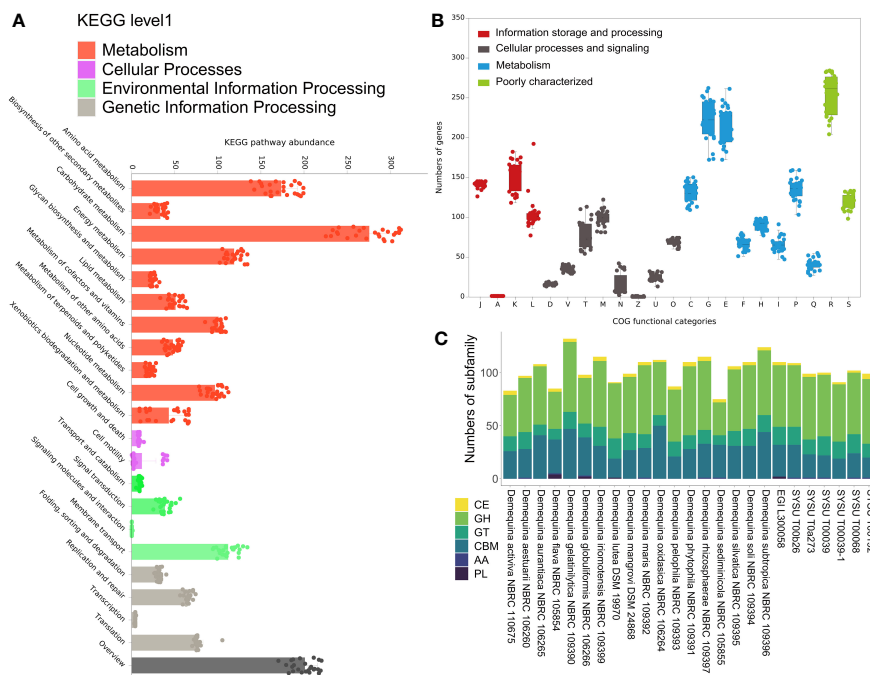 A
KEGG level1
Metabolism
Cellular Processes
Environmental Information Processing
Genetic Information Processing
KEGG pathway abundance
0
50
100
150
200
250
300
Amino acid metabolism
Biosynthesis of other secondary metabolites
Carbohydrate metabolism
Energy metabolism
Glycan biosynthesis and metabolism
Lipid metabolism
Metabolism of cofactors and vitamins
Metabolism of other amino acids
Metabolism of terpenoids and polyketides
Nucleotide metabolism
Xenobiotics biodegradation and metabolism
Cell growth and death
Cell motility
Transport and catabolism
Signal transduction
Signaling molecules and interaction
Membrane transport
Folding, sorting and degradation
Replication and repair
Transcription
Translation
Overview
B
Information storage and processing
Cellular processes and signaling
Metabolism
Poorly characterized
Numbers of genes
350
300
250
200
150
100
50
0
J A K L D V T M N Z U O C G E F H I P Q R S
COG functional categories
C
Numbers of subfamily
100
50
0
CE
GH
GT
CBM
AA
PL
Demequina activiva NBRC 110675
Demequina aestuarii NBRC 106260
Demequina aurantiaca NBRC 106265
Demequina flava NBRC 105854
Demequina gelatinilytica NBRC 109390
Demequina globuliformis NBRC 106266
Demequina iriomotensis NBRC 109399
Demequina lutea DSM 19970
Demequina mangrovi DSM 24868
Demequina maris NBRC 109392
Demequina oxidasica NBRC 106264
Demequina pelophila NBRC 109393
Demequina phytophila NBRC 109391
Demequina rhizosphaerae NBRC 109397
Demequina sediminicola NBRC 105855
Demequina silvatica NBRC 109395
Demequina soli NBRC 109394
Demequina subtropica NBRC 109396
EGI L300058
SYSU T00b26
SYSU T0a273
SYSU T00039
SYSU T00039-1
SYSU T00068